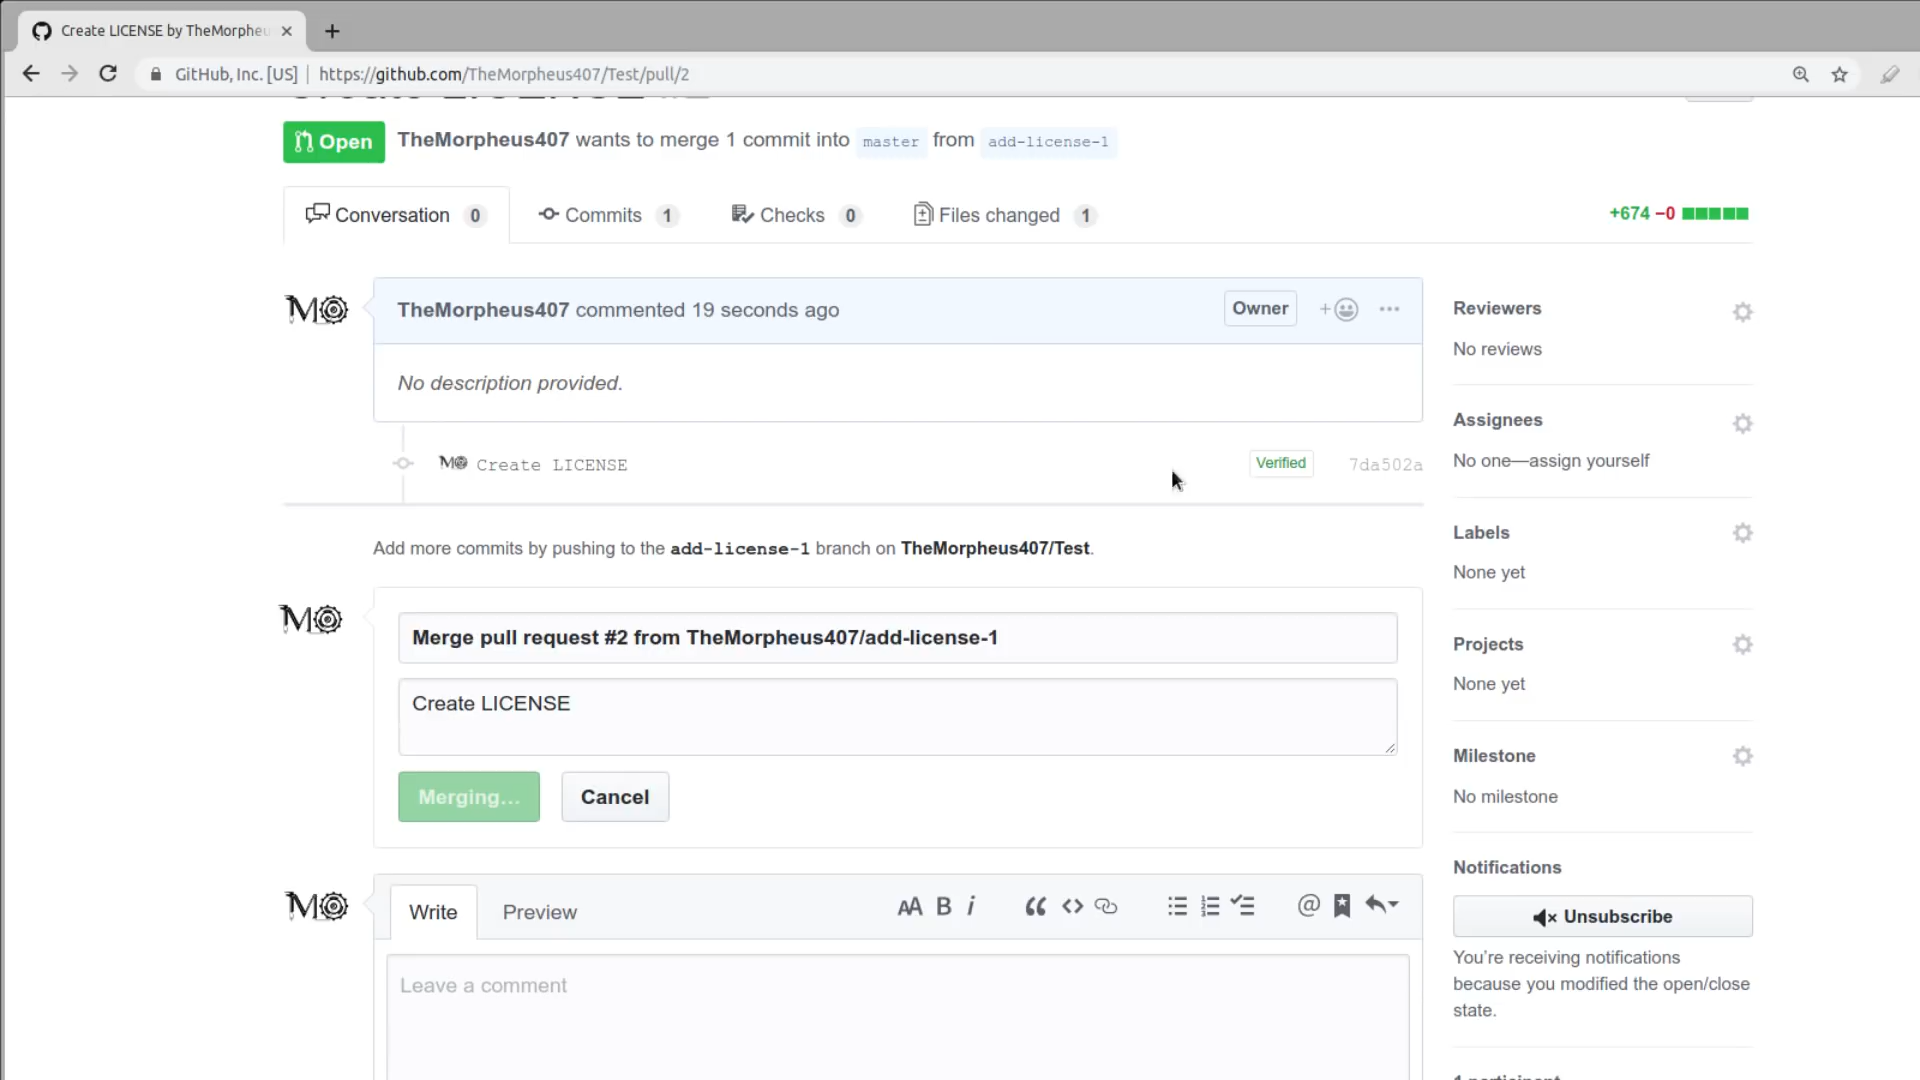 Create LICENSE by TheMorpheu
GitHub, Inc. [US] | https://github.com/TheMorpheus407/Test/pull/2
Open
TheMorpheus407 wants to merge 1 commit into master from add-license-1
Conversation 0
Commits 1
Checks 0
Files changed 1
+674 −0
TheMorpheus407 commented 19 seconds ago
Owner
No description provided.
Create LICENSE
Verified
7da502a
Add more commits by pushing to the add-license-1 branch on TheMorpheus407/Test.
Merge pull request #2 from TheMorpheus407/add-license-1
Create LICENSE
Merging...
Cancel
Write
Preview
Leave a comment
Reviewers
No reviews
Assignees
No one—assign yourself
Labels
None yet
Projects
None yet
Milestone
No milestone
Notifications
Unsubscribe
You're receiving notifications
because you modified the open/close
state.
1 participant